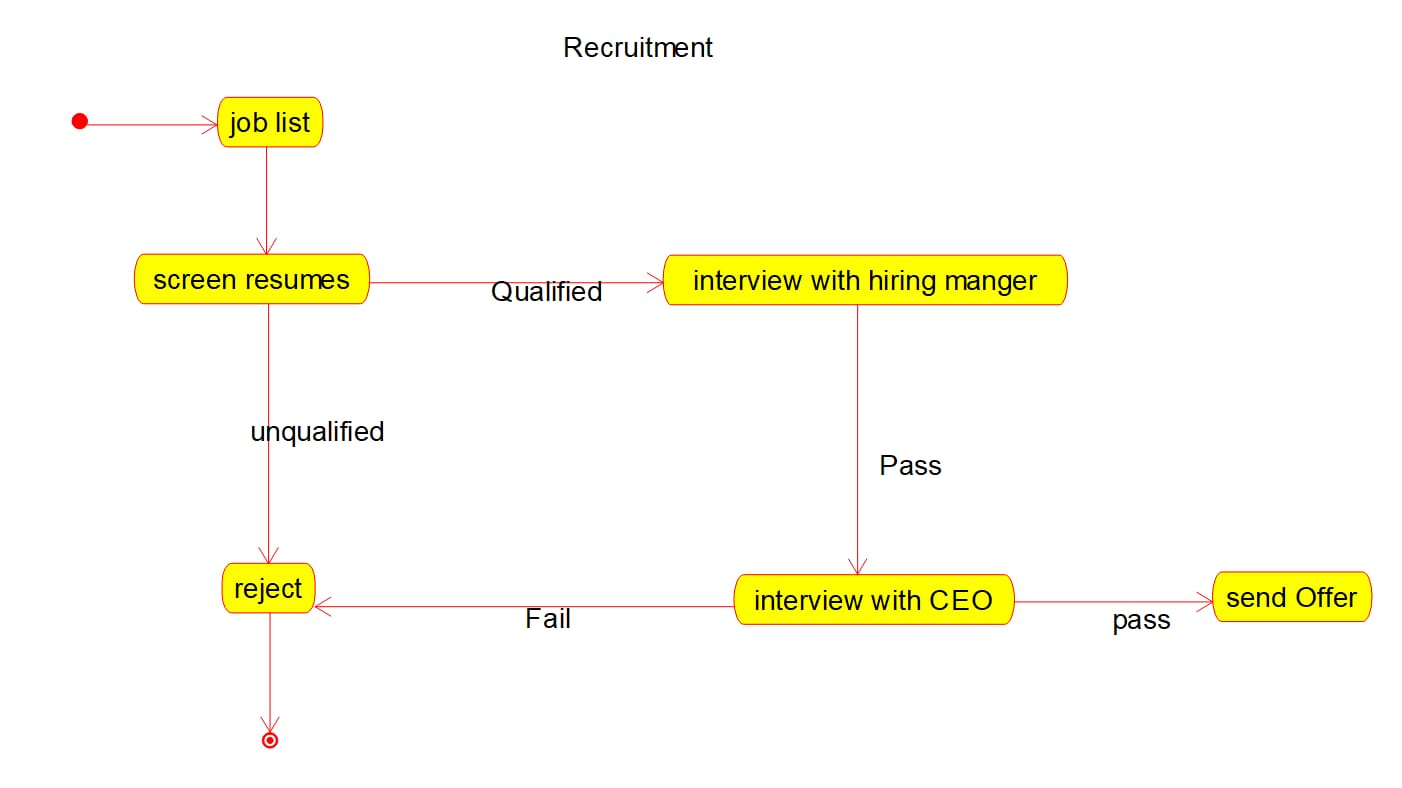 Recruitment
job list
screen resumes
Qualified
interview with hiring manger
unqualified
Pass
reject
Fail
interview with CEO
pass
send Offer